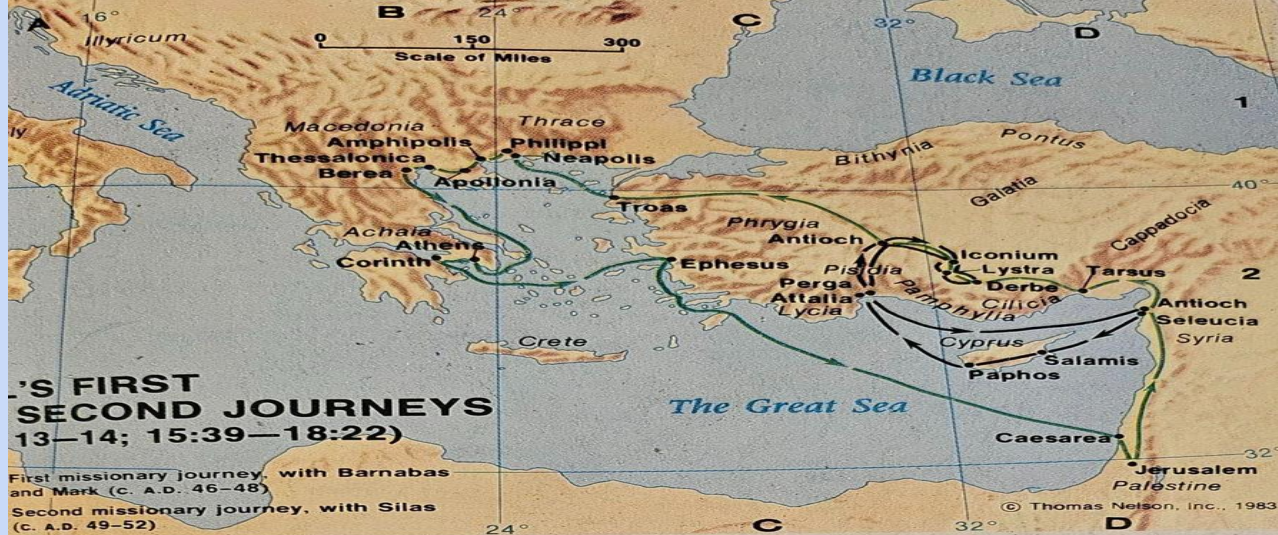 A
16°
B
24°
C
32°
D
Illyricum
0 150 300
Scale of Miles
Black Sea
Adriatic Sea
1
ly
Macedonia
Thrace
Amphipolis
Philippi
Thessalonica
Neapolis
Berea
Apollonia
Bithynia
Pontus
Galatia
40°
Troas
Phrygia
Cappadocia
Achaia
Athens
Antioch
Corinth
Ephesus
Iconium
Pisidia
Lystra
Tarsus
2
Perga
Derbe
Attalia
Pamphylia
Cilicia
Antioch
Lycia
Seleucia
Crete
Cyprus
Syria
Salamis
Paphos
'S FIRST
SECOND JOURNEYS
13—14; 15:39—18:22)
The Great Sea
Caesarea
32°
Jerusalem
Palestine
First missionary journey, with Barnabas
and Mark (C. A.D. 46–48)
Second missionary journey, with Silas
(C. A.D. 49–52)
© Thomas Nelson, Inc., 1983
24°
C
32°
D